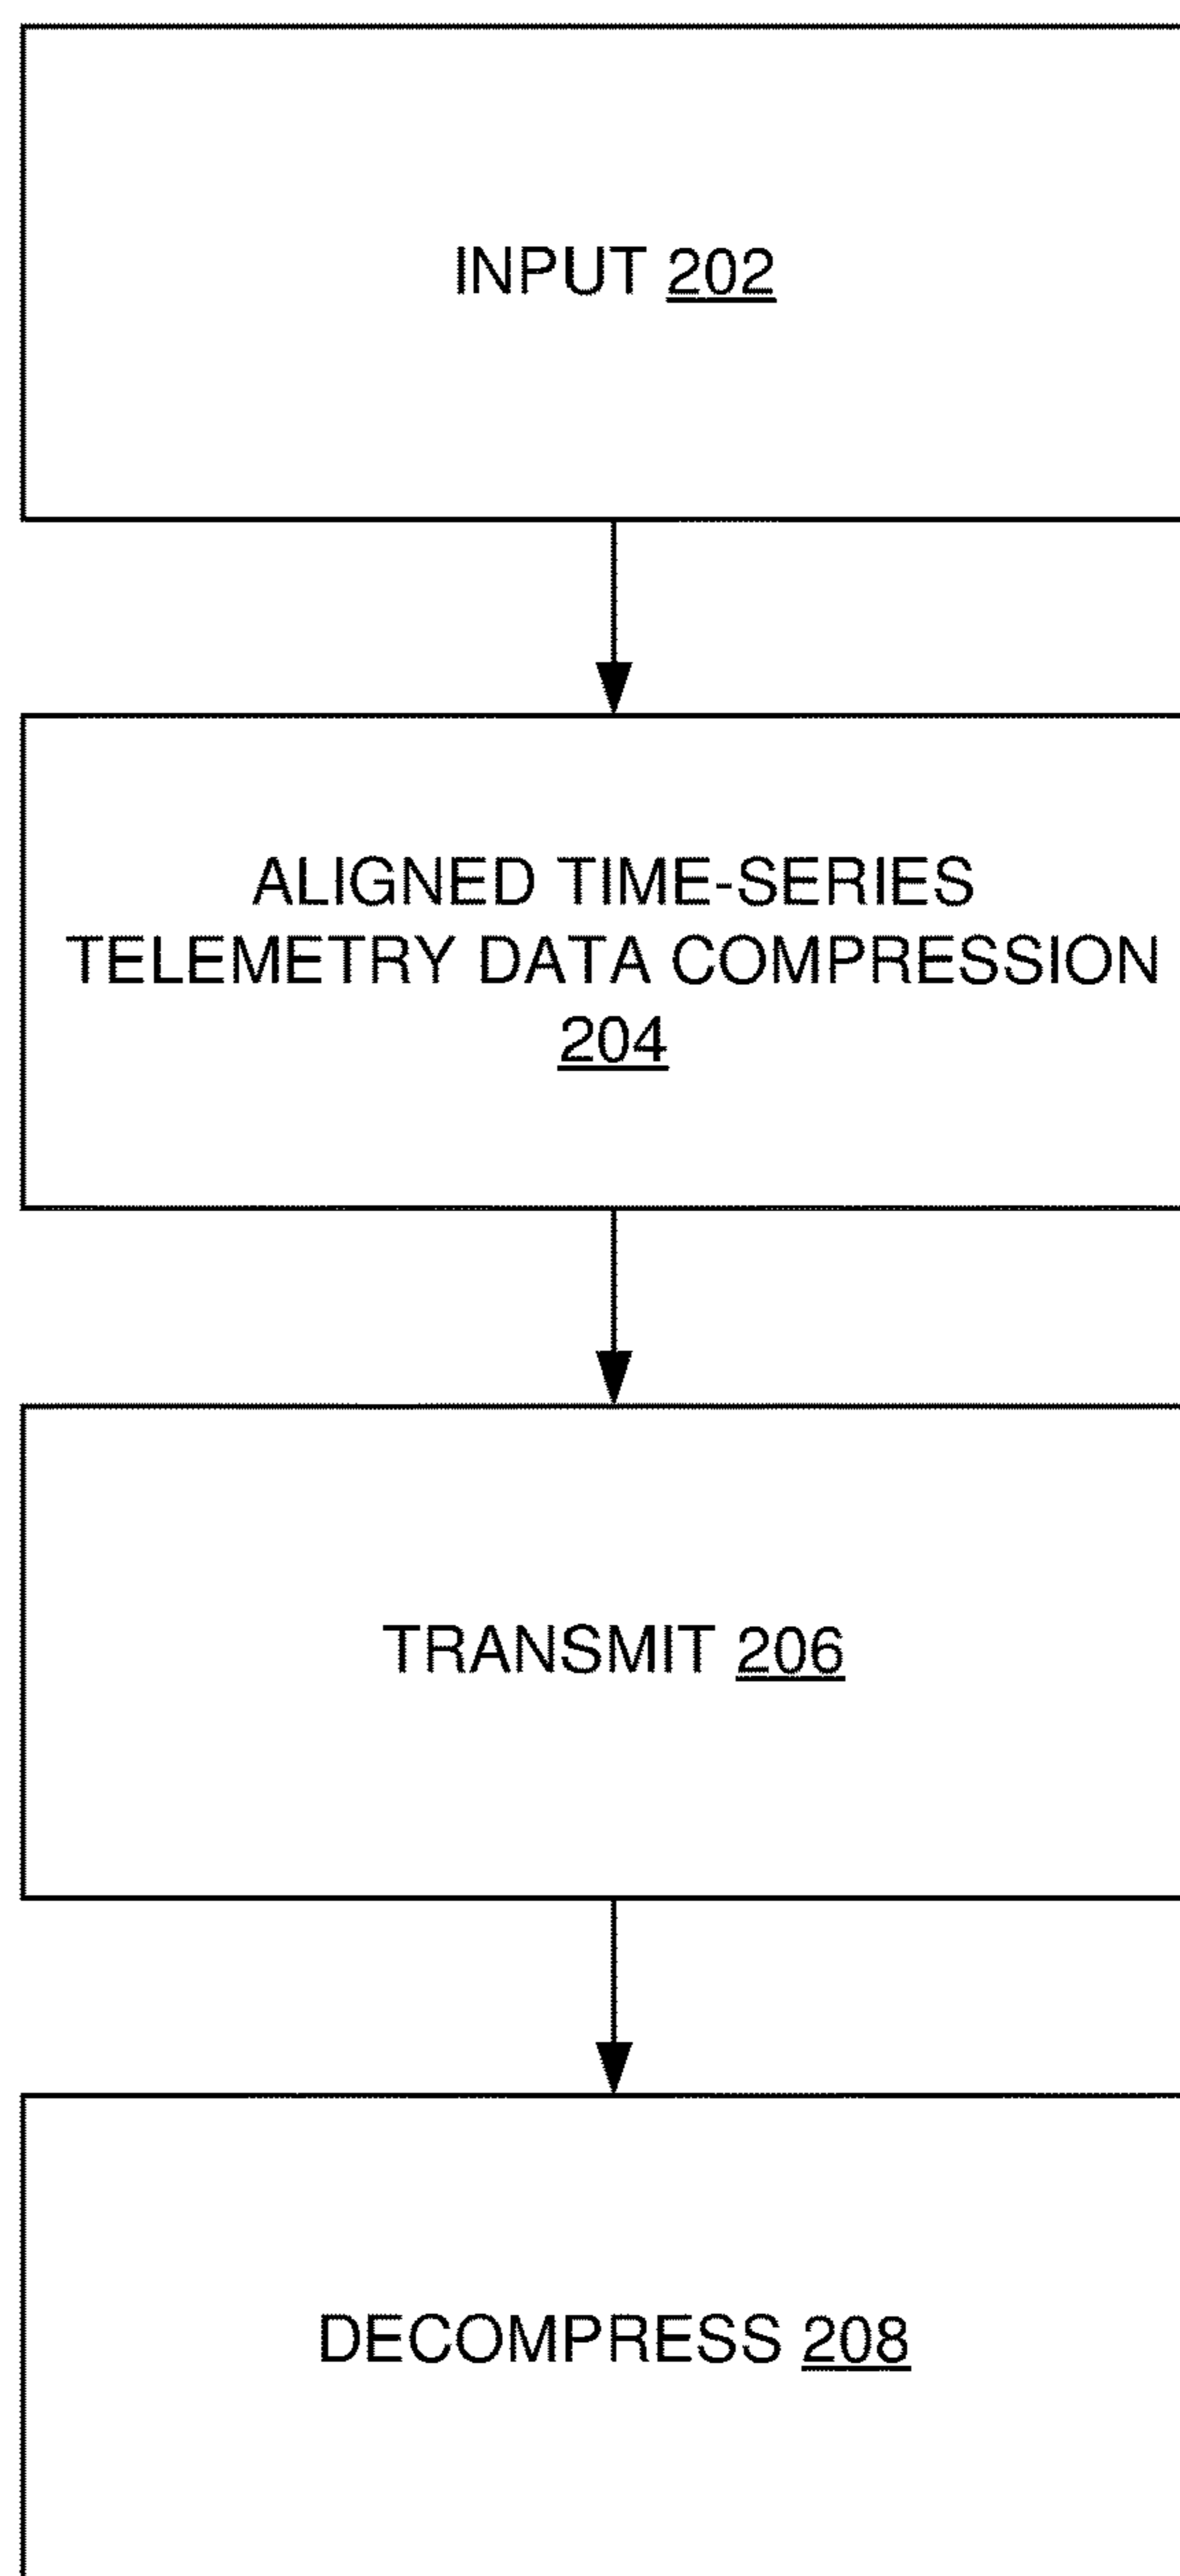 INPUT 202
ALIGNED TIME-SERIES
TELEMETRY DATA COMPRESSION
204
TRANSMIT 206
DECOMPRESS 208